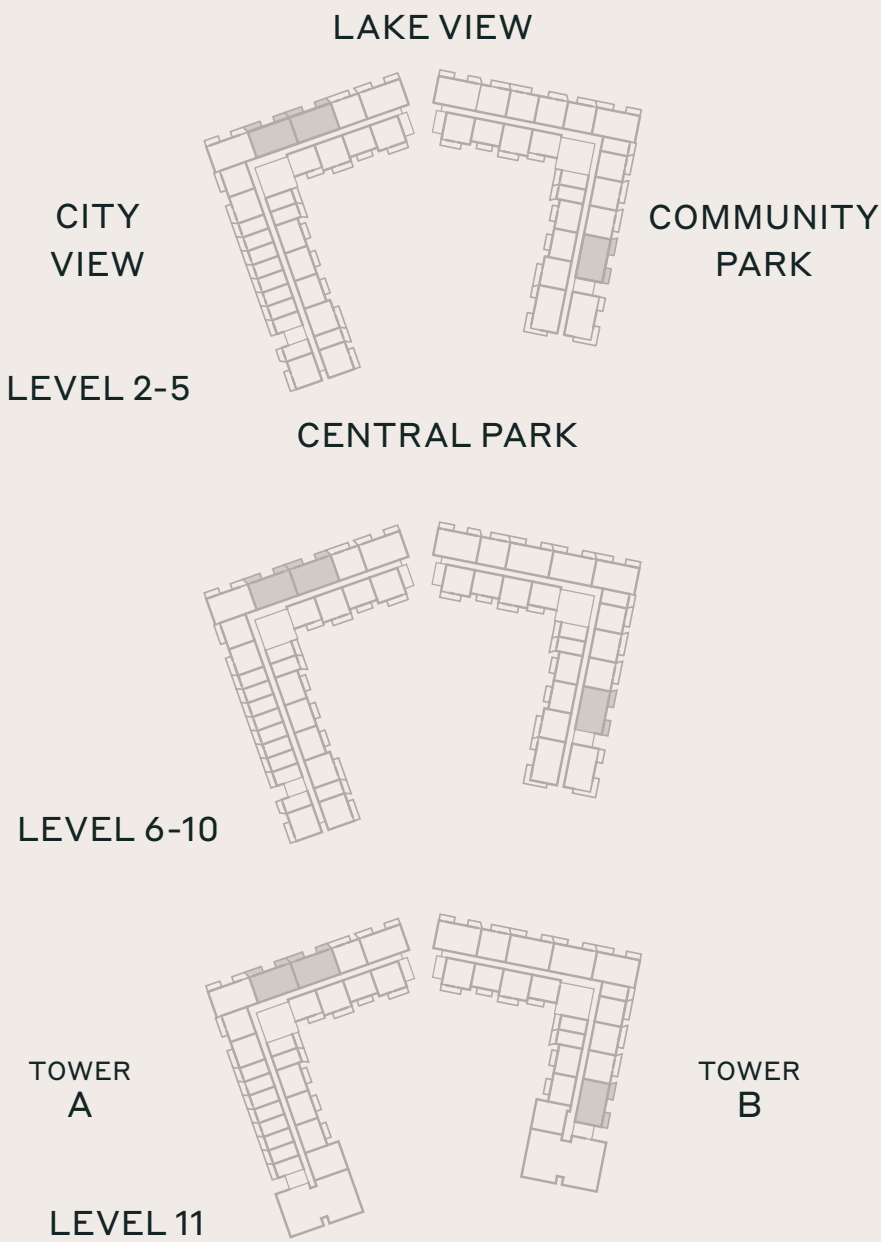 LAKE VIEW
CITY
VIEW
COMMUNITY
PARK
LEVEL 2-5
CENTRAL PARK
LEVEL 6-10
TOWER
A
TOWER
B
LEVEL 11